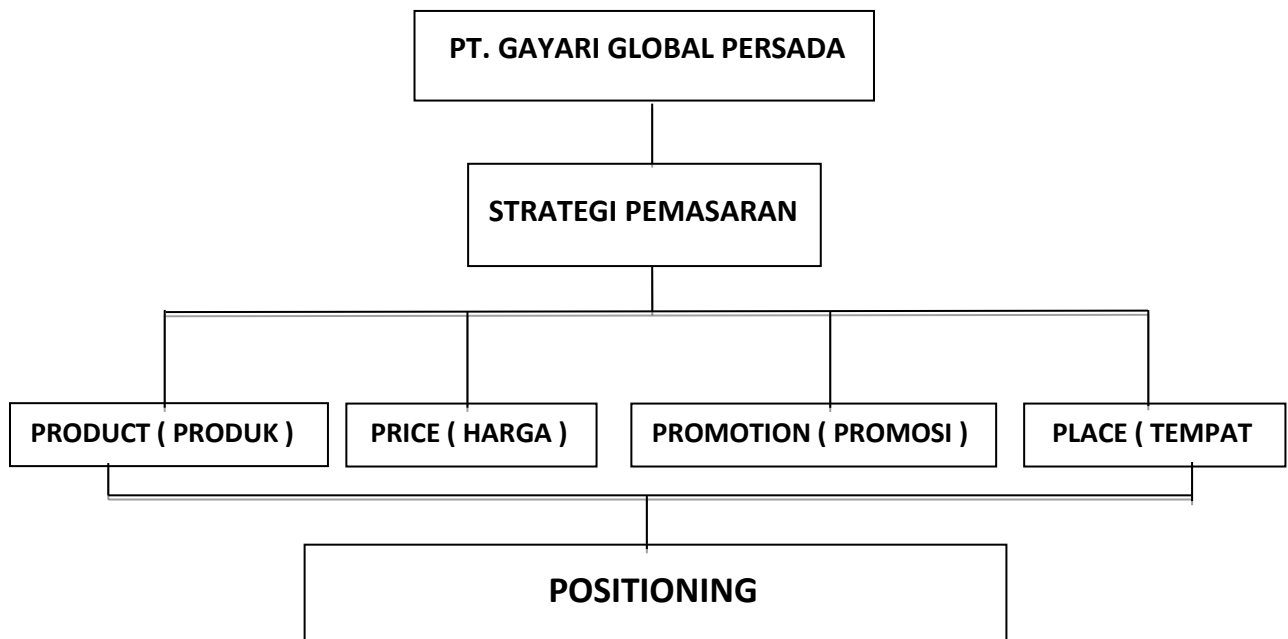 PT. GAYARI GLOBAL PERSADA
STRATEGI PEMASARAN
PRODUCT ( PRODUK )
PRICE ( HARGA )
PROMOTION ( PROMOSI )
PLACE ( TEMPAT
POSITIONING